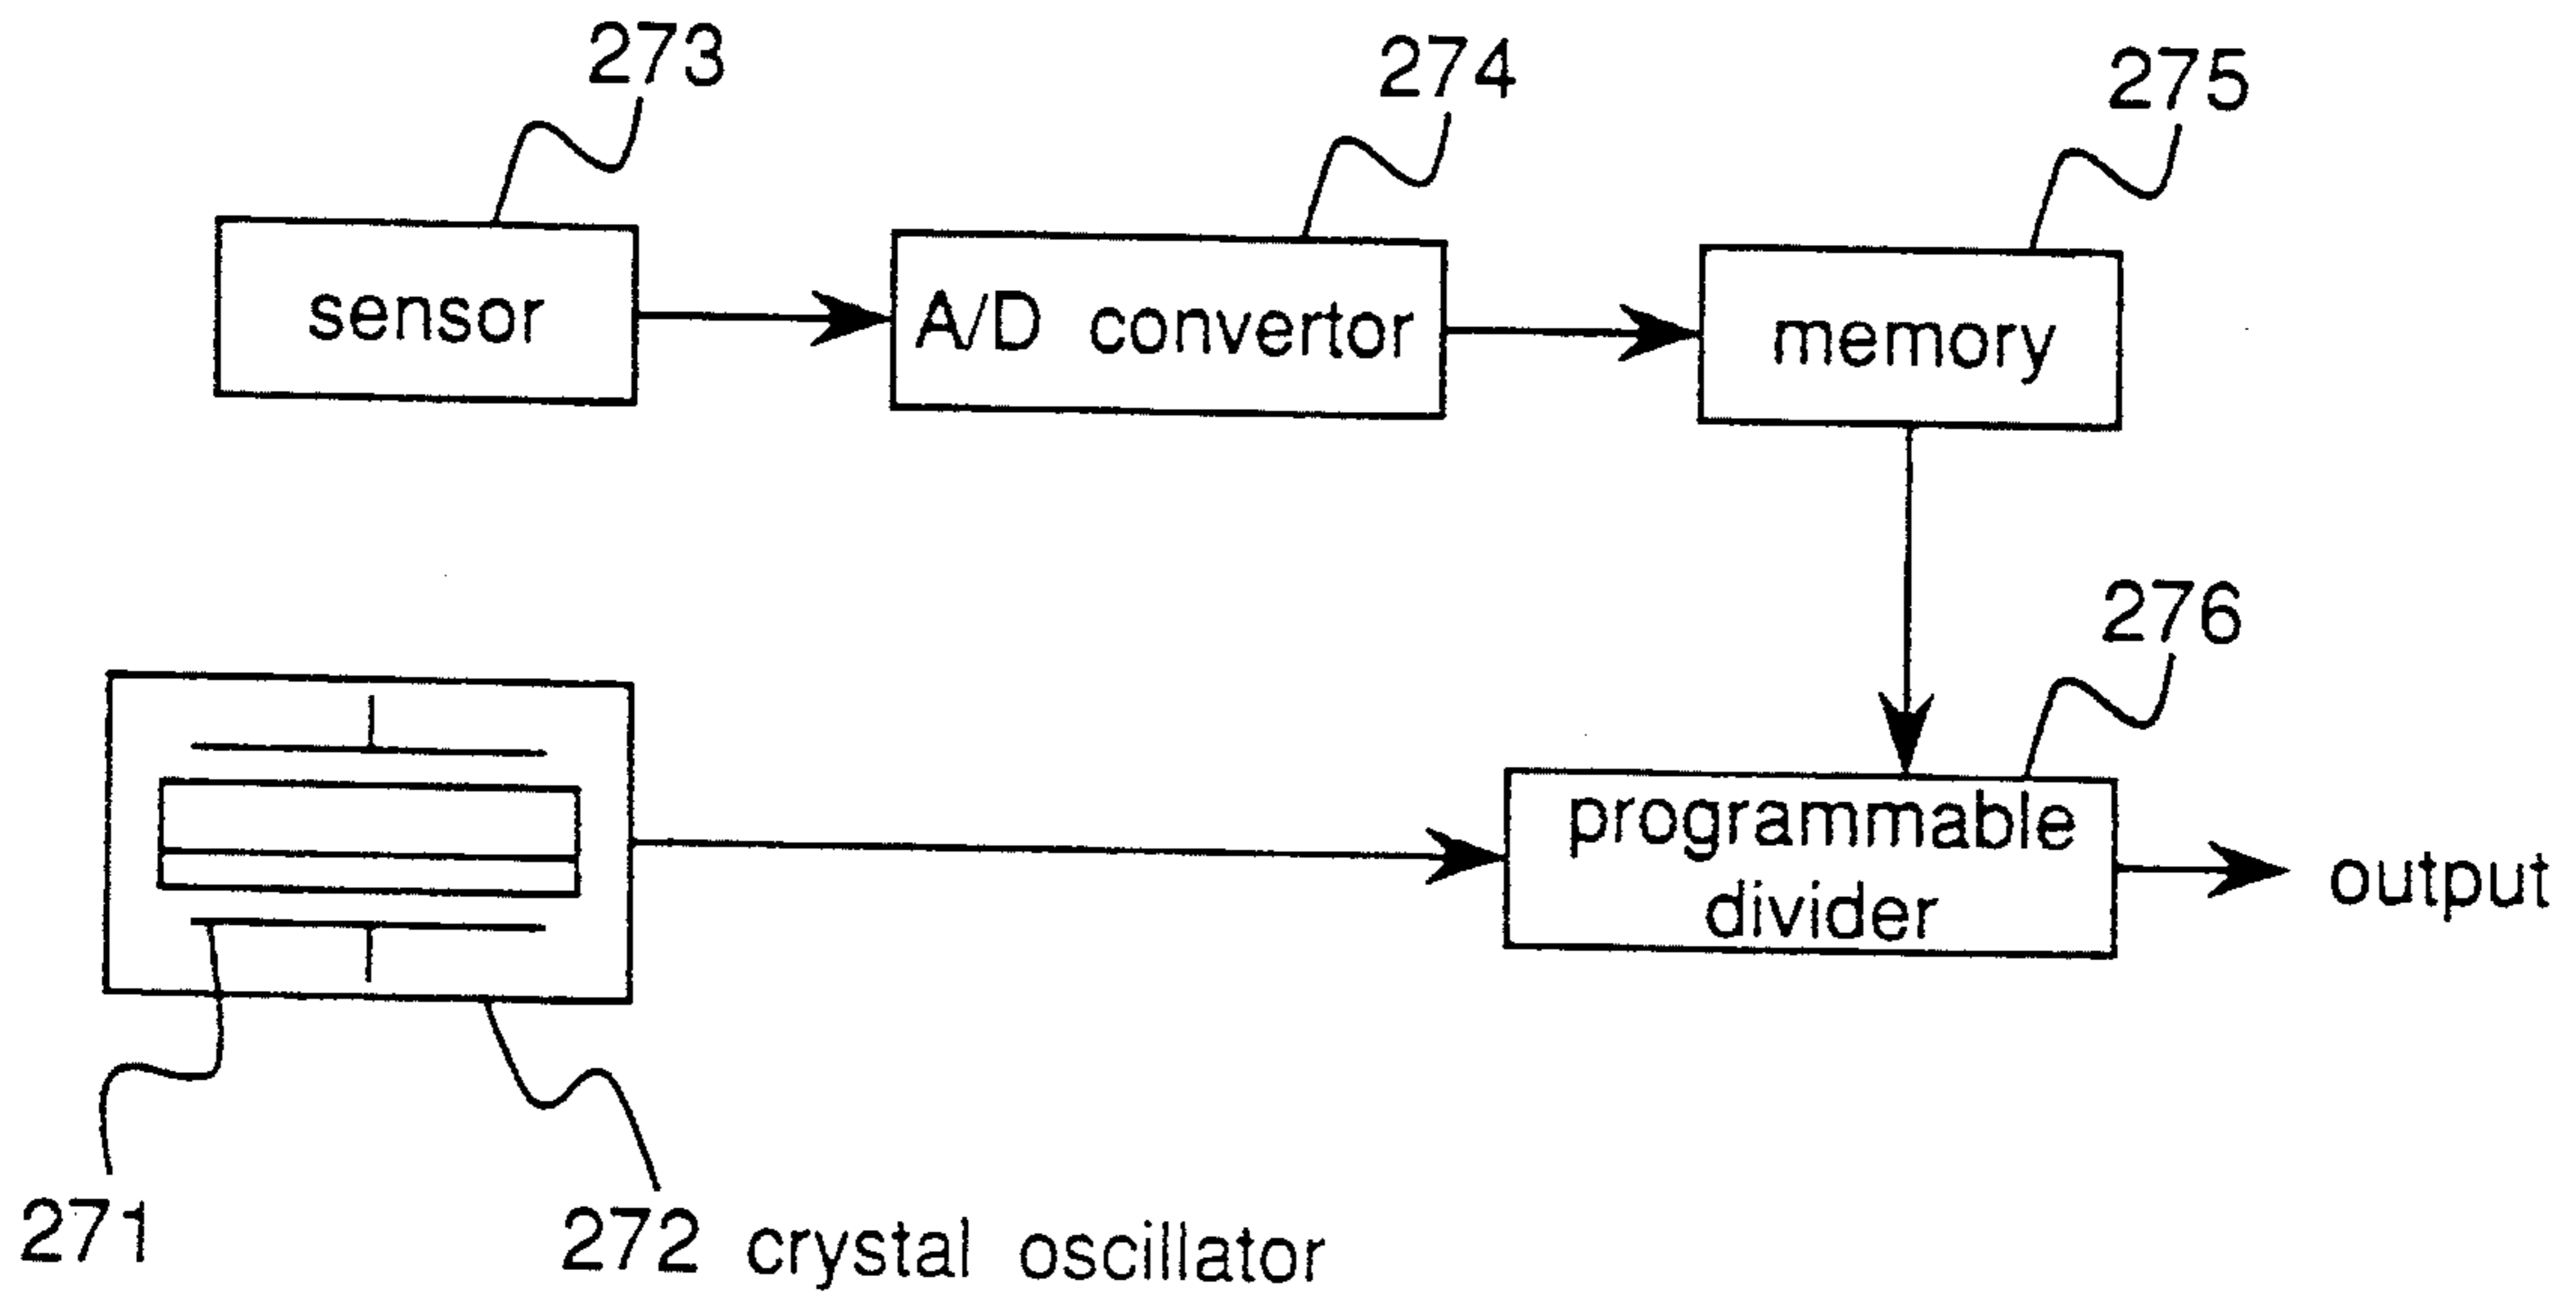 273
274
275
sensor
A/D convertor
memory
276
programmable
divider
output
271
272 crystal oscillator